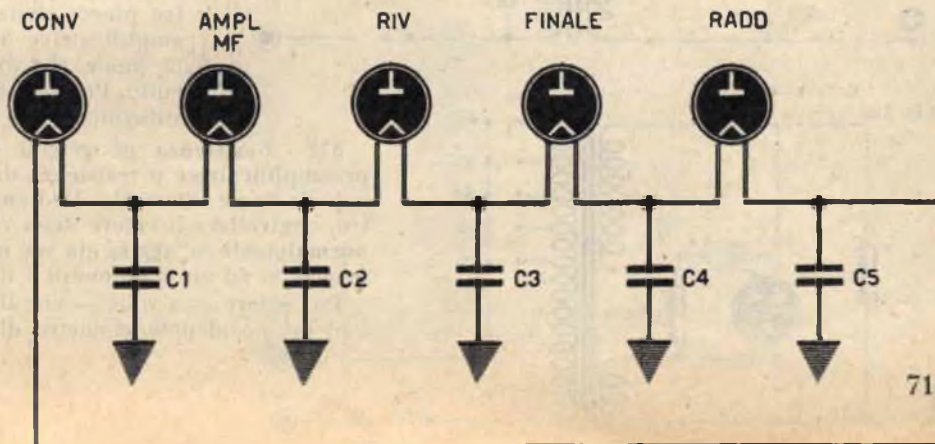 CONV
AMPL
MF
RIV
FINALE
RADD
C1
C2
C3
C4
C5
71